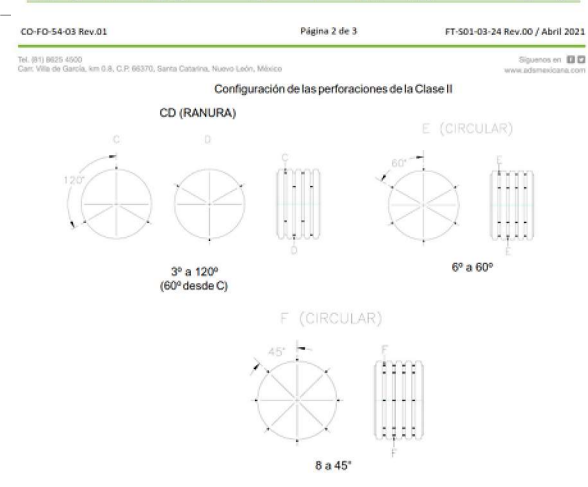 CO-FO-54-03 Rev.01 Página 2 de 3 FT-S01-03-24 Rev.00 / Abril 2021
Tel. (81) 8625 4500 Síguenos en
Carr. Villa de García, km 0.8, C.P. 66370, Santa Catarina, Nuevo León, México www.adsmexicana.com
Configuración de las perforaciones de la Clase II
CD (RANURA)
E (CIRCULAR)
C D
120°
C
D
60°
E
E
3º a 120º
(60º desde C)
6º a 60º
F (CIRCULAR)
45°
F
F
8 a 45°